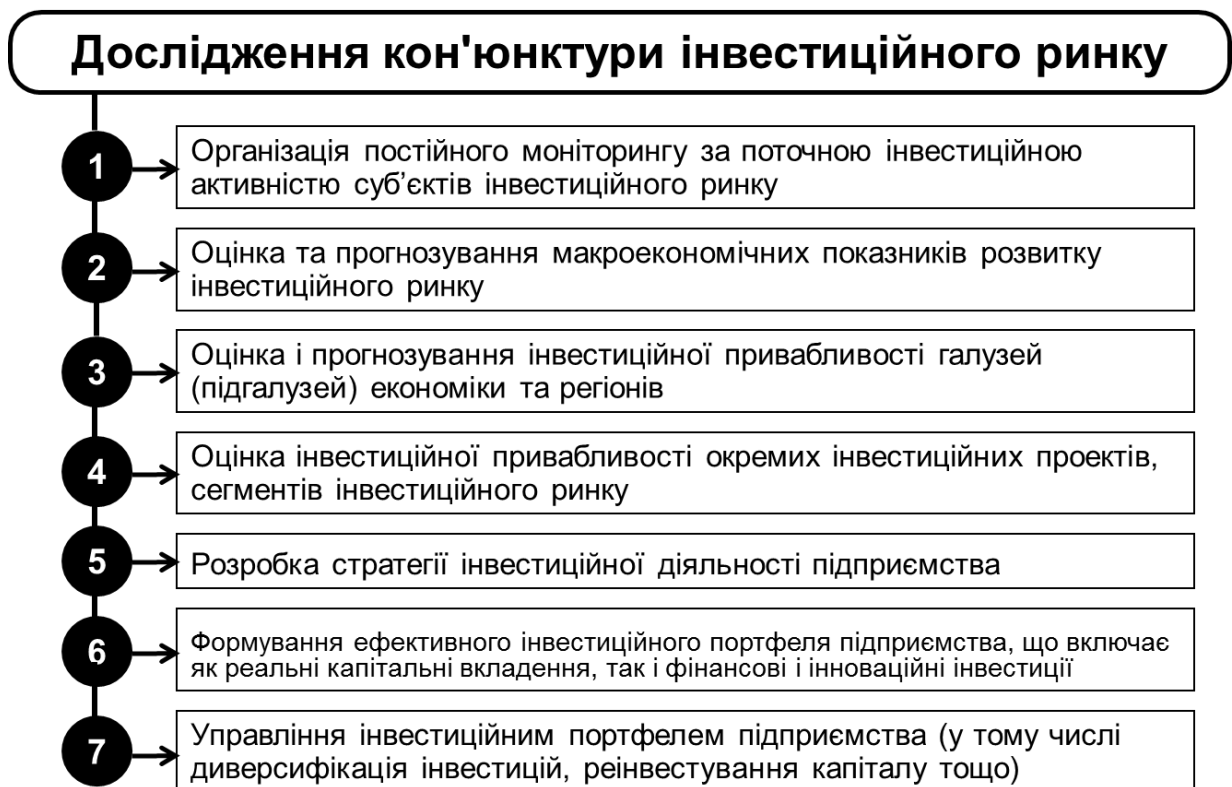 Дослідження кон'юнктури інвестиційного ринку
1
Організація постійного моніторингу за поточною інвестиційною
активністю суб’єктів інвестиційного ринку
2
Оцінка та прогнозування макроекономічних показників розвитку
інвестиційного ринку
3
Оцінка і прогнозування інвестиційної привабливості галузей
(підгалузей) економіки та регіонів
4
Оцінка інвестиційної привабливості окремих інвестиційних проектів,
сегментів інвестиційного ринку
5
Розробка стратегії інвестиційної діяльності підприємства
6
Формування ефективного інвестиційного портфеля підприємства, що включає
як реальні капітальні вкладення, так і фінансові і інноваційні інвестиції
7
Управління інвестиційним портфелем підприємства (у тому числі
диверсифікація інвестицій, реінвестування капіталу тощо)